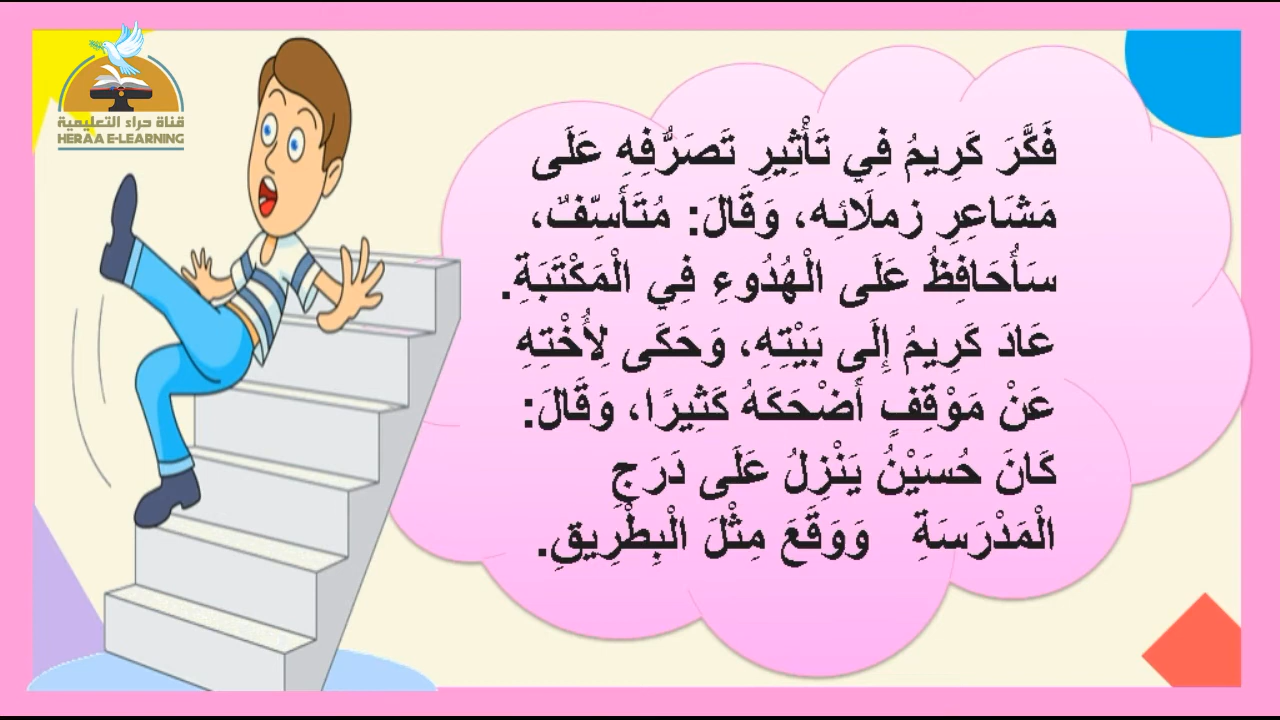 قناة حراء التعليمية
HERAA E-LEARNING
فَكَّرَ كَرِيمُ فِي تَأْثِيرِ تَصَرُّفِهِ عَلَى
مَشَاعِرِ زملَائِه، وَقَالَ: مُتَأَسِّفٌ،
سَأُحَافِظُ عَلَى الْهُدُوءِ فِي الْمَكْتَبَةِ.
عَادَ كَرِيمُ إِلَى بَيْتِهِ، وَحَكَى لِأُخْتِهِ
عَنْ مَوْقِفٍ أَضْحَكَهُ كَثِيرًا، وَقَالَ:
كَانَ حُسَيْنُ يَنْزِلُ عَلَى دَرَجِ
الْمَدْرَسَةِ وَوَقَعَ مِثْلَ الْبِطْرِيقِ.